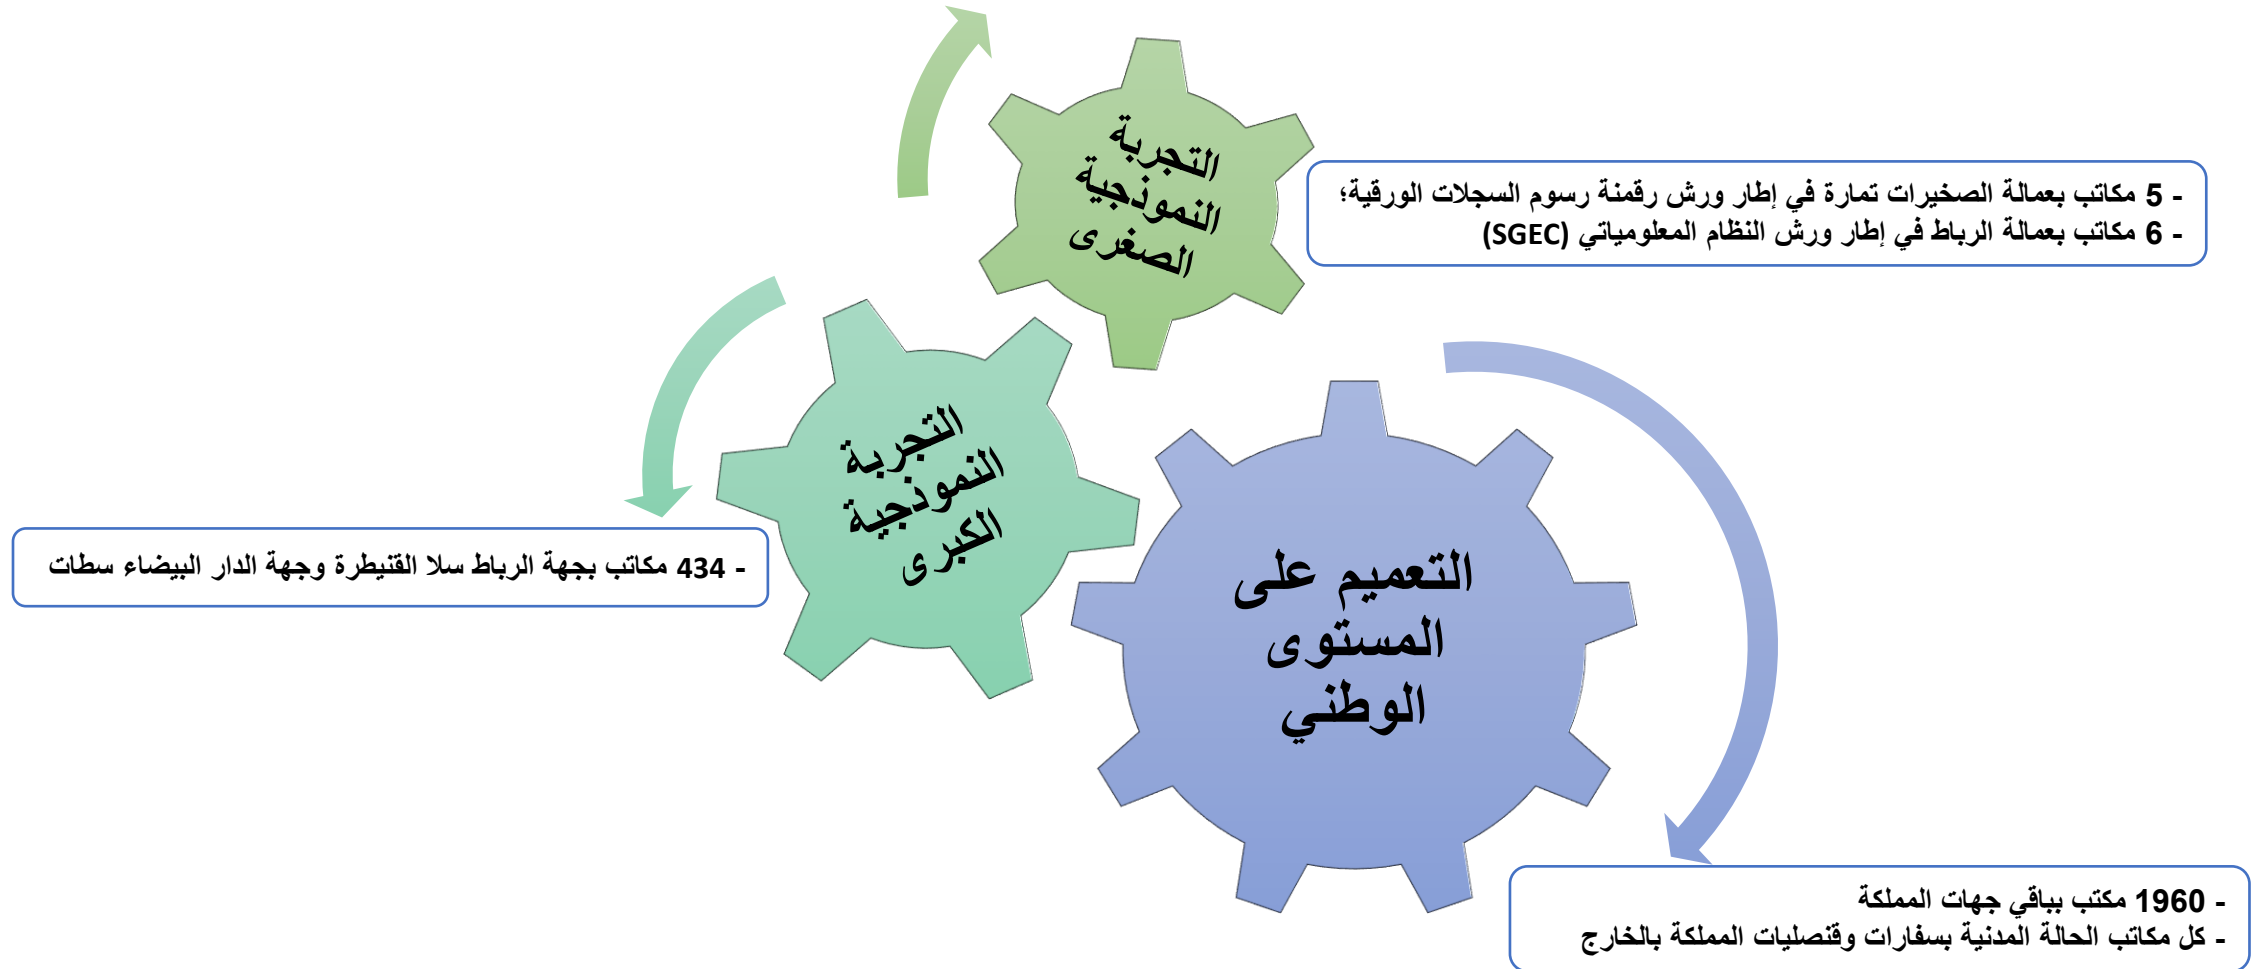 التجربة
النموذجية
الصغرى
- 5 مكاتب بعمالة الصخيرات تمارة في إطار ورش رقمنة رسوم السجلات الورقية؛
- 6 مكاتب بعمالة الرباط في إطار ورش النظام المعلومياتي (SGEC)
التجربة
النموذجية
الكبرى
- 434 مكاتب بجهة الرباط سلا القنيطرة وجهة الدار البيضاء سطات
التعميم على
المستوى
الوطني
- 1960 مكتب بباقي جهات المملكة
- كل مكاتب الحالة المدنية بسفارات وقنصليات المملكة بالخارج